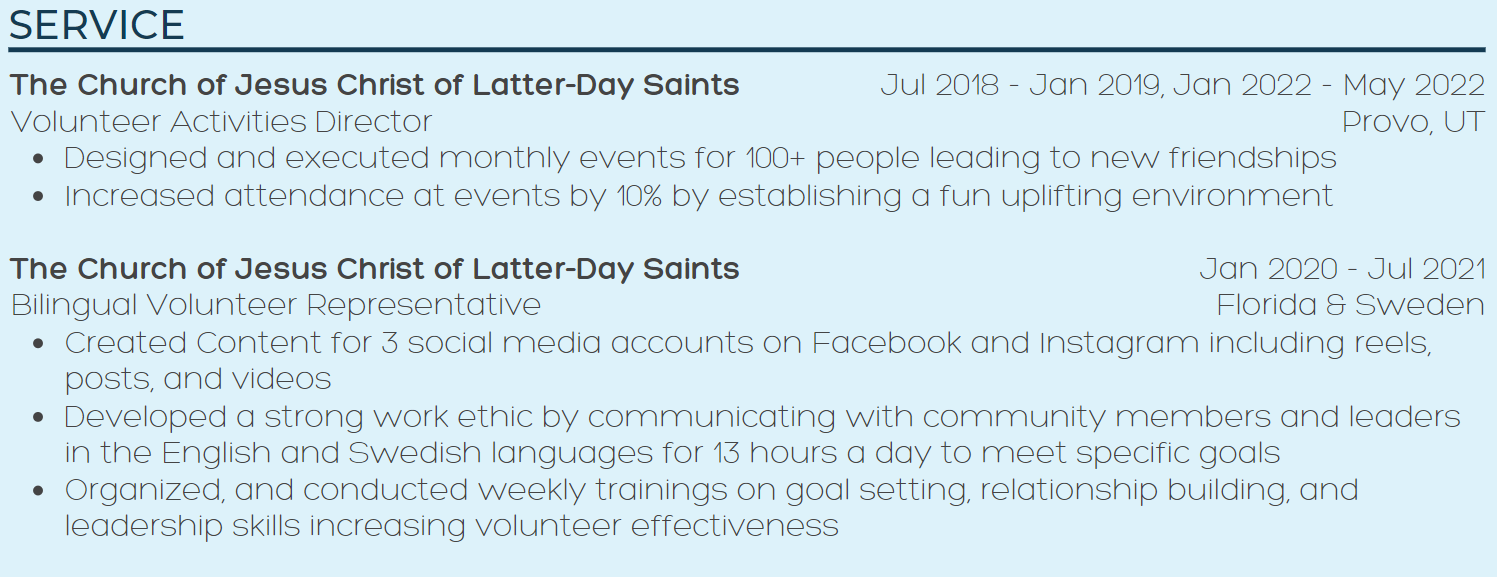 SERVICE
The Church of Jesus Christ of Latter-Day Saints Jul 2018 - Jan 2019, Jan 2022 - May 2022
Volunteer Activities Director Provo, UT
• Designed and executed monthly events for 100+ people leading to new friendships
• Increased attendance at events by 10% by establishing a fun uplifting environment
The Church of Jesus Christ of Latter-Day Saints Jan 2020 - Jul 2021
Bilingual Volunteer Representative Florida & Sweden
• Created Content for 3 social media accounts on Facebook and Instagram including reels,
posts, and videos
• Developed a strong work ethic by communicating with community members and leaders
in the English and Swedish languages for 13 hours a day to meet specific goals
• Organized, and conducted weekly trainings on goal setting, relationship building, and
leadership skills increasing volunteer effectiveness